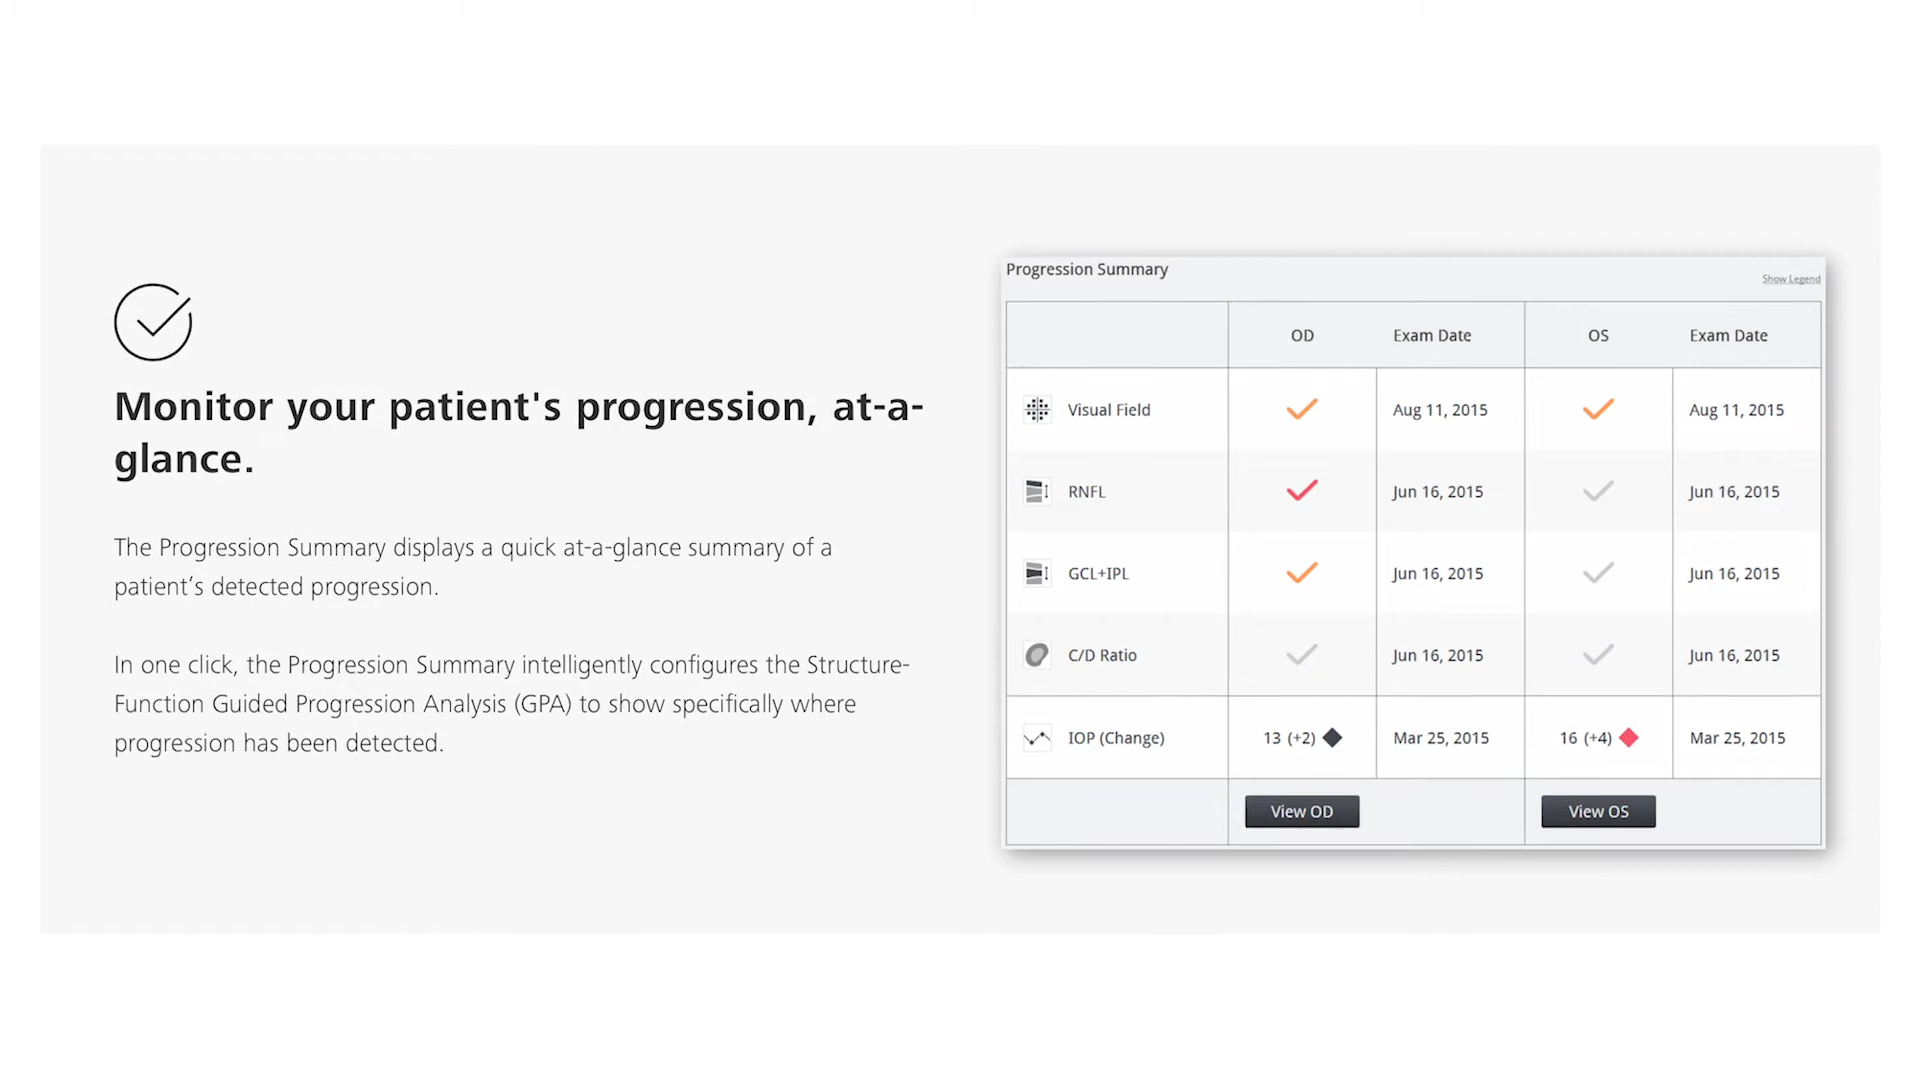 Monitor your patient's progression, at-a-
glance.
The Progression Summary displays a quick at-a-glance summary of a
patient’s detected progression.
In one click, the Progression Summary intelligently configures the Structure-
Function Guided Progression Analysis (GPA) to show specifically where
progression has been detected.
Progression Summary
Show Legend
OD Exam Date OS Exam Date
Visual Field Aug 11, 2015 Aug 11, 2015
RNFL Jun 16, 2015 Jun 16, 2015
GCL+IPL Jun 16, 2015 Jun 16, 2015
C/D Ratio Jun 16, 2015 Jun 16, 2015
IOP (Change) 13 (+2) Mar 25, 2015 16 (+4) Mar 25, 2015
View OD View OS